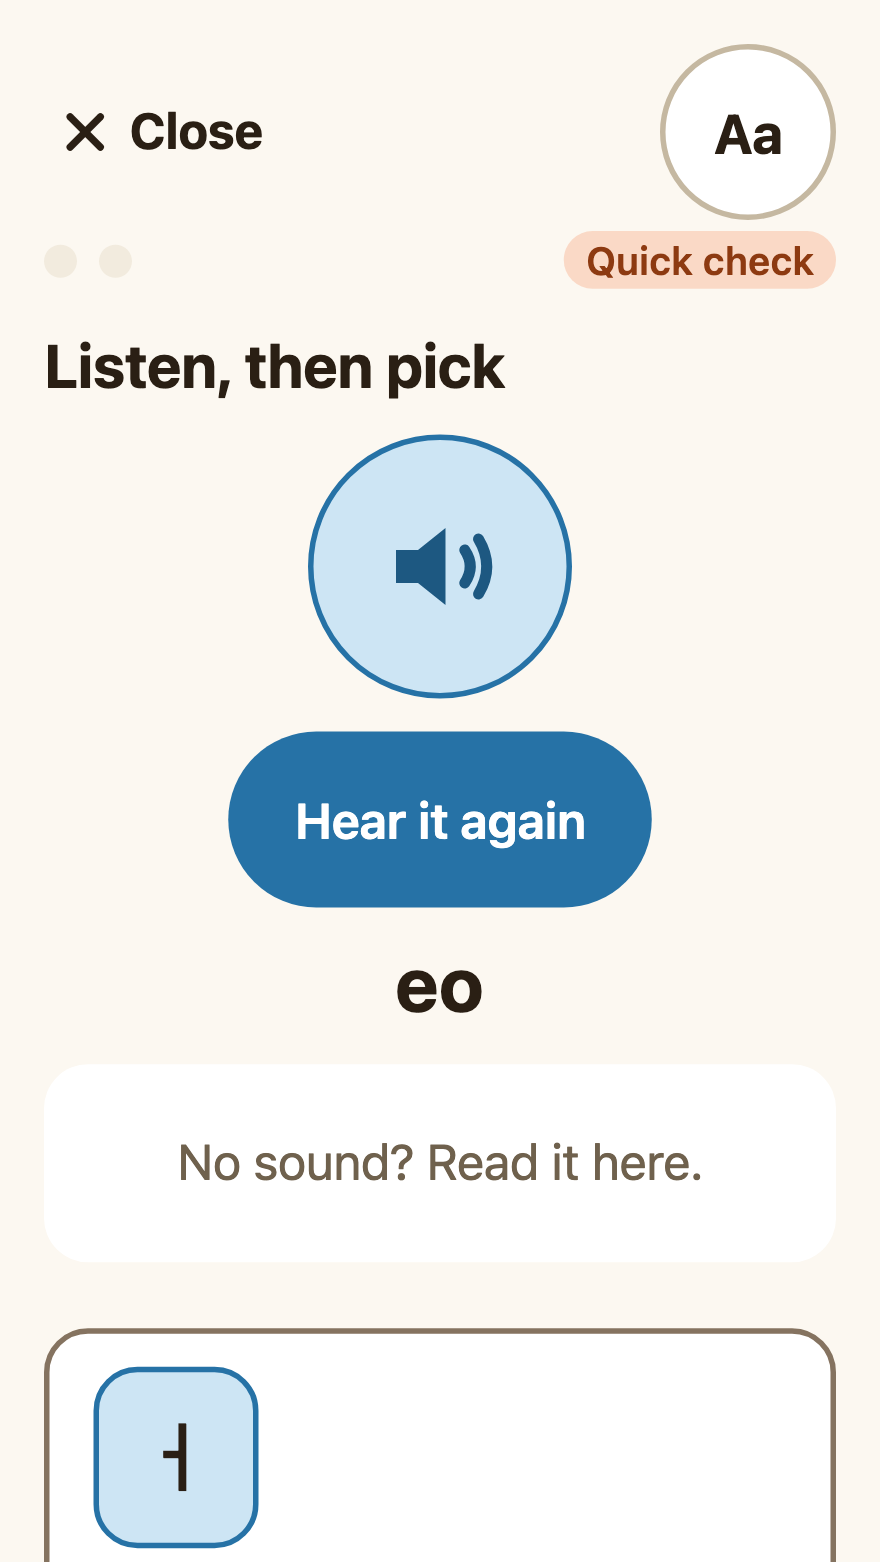 Close
Aa
Quick check
Listen, then pick
Hear it again
eo
No sound? Read it here.
ㅓ